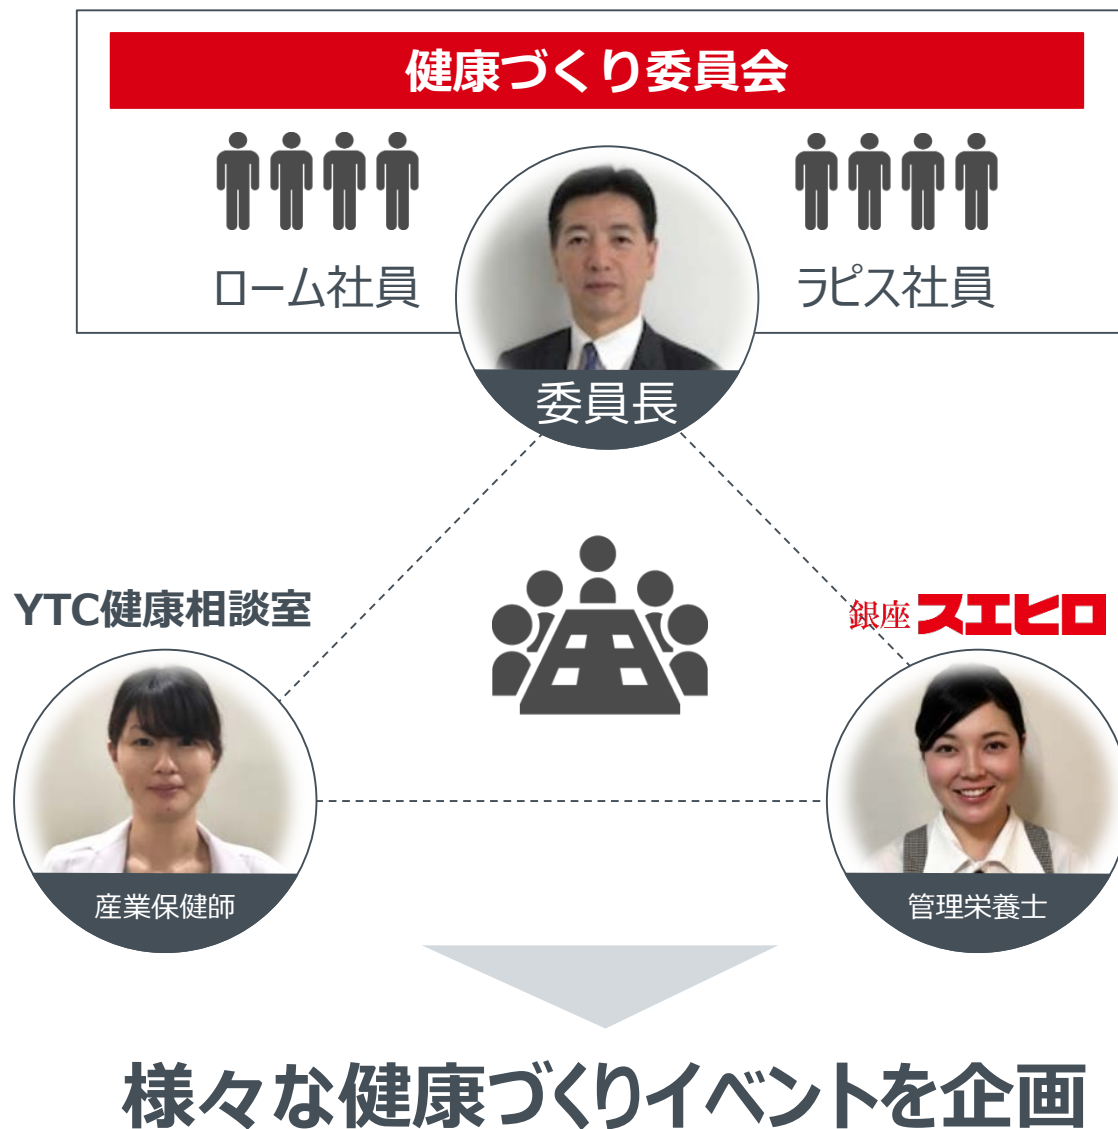 健康づくり委員会
ローム社員
ラピス社員
委員長
YTC健康相談室
銀座 スエヒロ
産業保健師
管理栄養士
様々な健康づくりイベントを企画